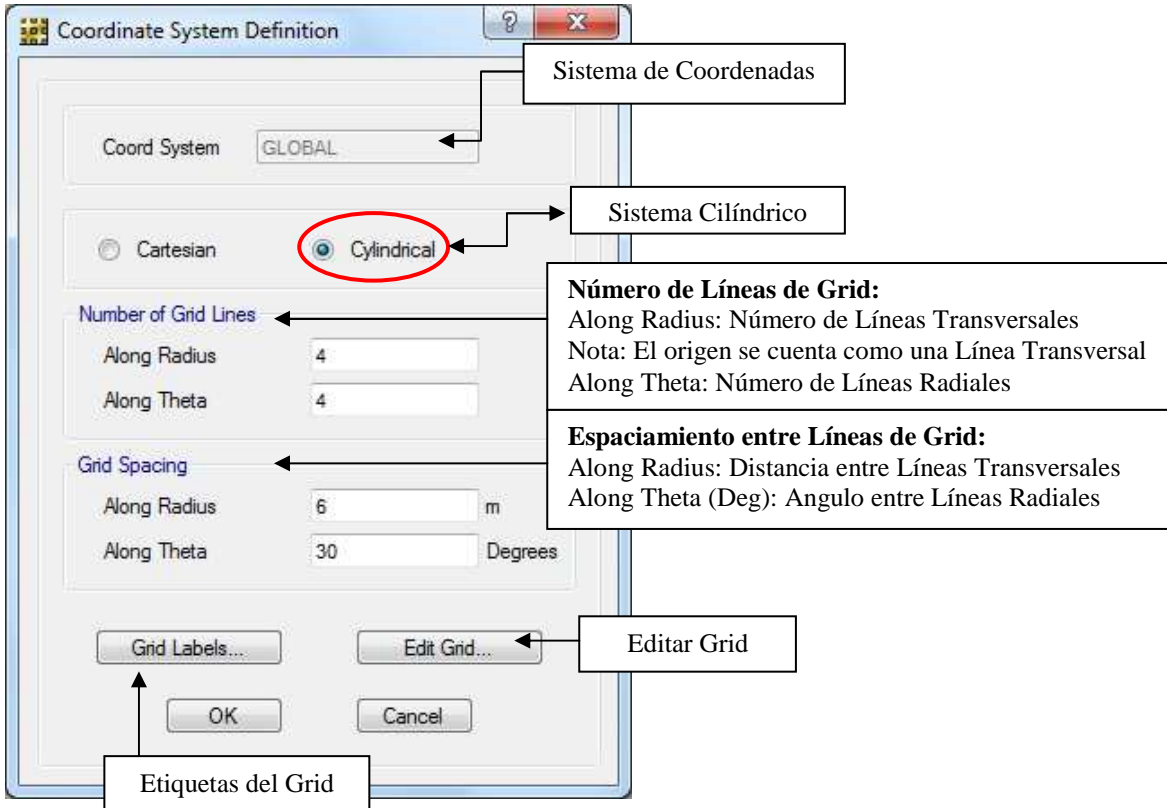 Coordinate System Definition
Sistema de Coordenadas
Coord System GLOBAL
Sistema Cilíndrico
Cartesian Cylindrical
Number of Grid Lines
Along Radius 4
Along Theta 4
Número de Líneas de Grid:
Along Radius: Número de Líneas Transversales
Nota: El origen se cuenta como una Línea Transversal
Along Theta: Número de Líneas Radiales
Grid Spacing
Along Radius 6 m
Along Theta 30 Degrees
Espaciamiento entre Líneas de Grid:
Along Radius: Distancia entre Líneas Transversales
Along Theta (Deg): Angulo entre Líneas Radiales
Grid Labels... Edit Grid...
Editar Grid
OK Cancel
Etiquetas del Grid